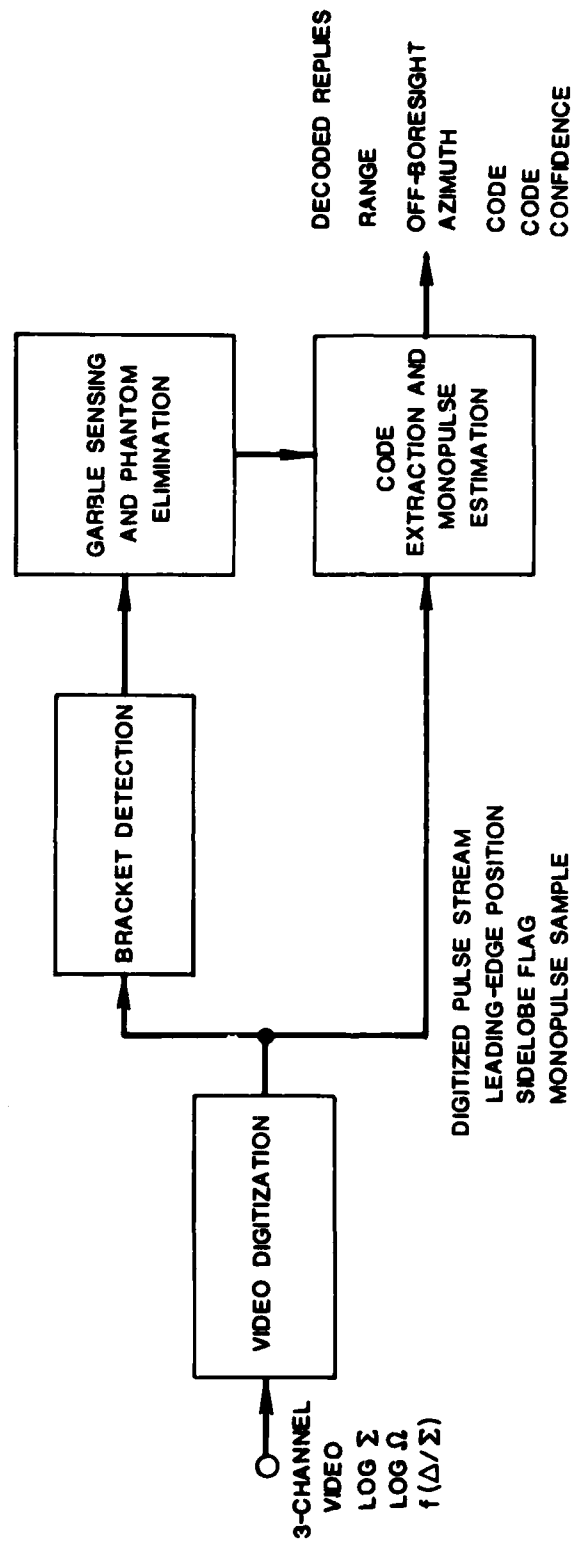 3-CHANNEL
VIDEO
LOG Σ
LOG Ω
f(Δ/Σ)
VIDEO DIGITIZATION
BRACKET DETECTION
GARBLE SENSING
AND PHANTOM
ELIMINATION
DIGITIZED PULSE STREAM
LEADING-EDGE POSITION
SIDELOBE FLAG
MONOPULSE SAMPLE
CODE
EXTRACTION AND
MONOPULSE
ESTIMATION
DECODED REPLIES
RANGE
OFF-BORESIGHT
AZIMUTH
CODE
CODE
CONFIDENCE